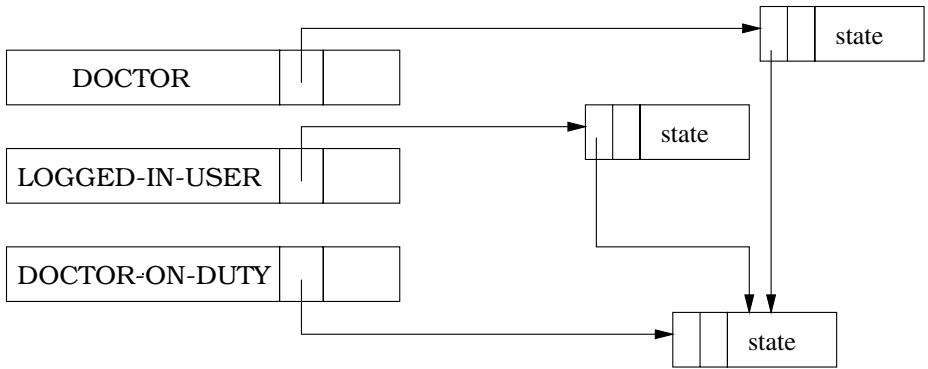 state
DOCTOR
state
LOGGED-IN-USER
DOCTOR-ON-DUTY
state